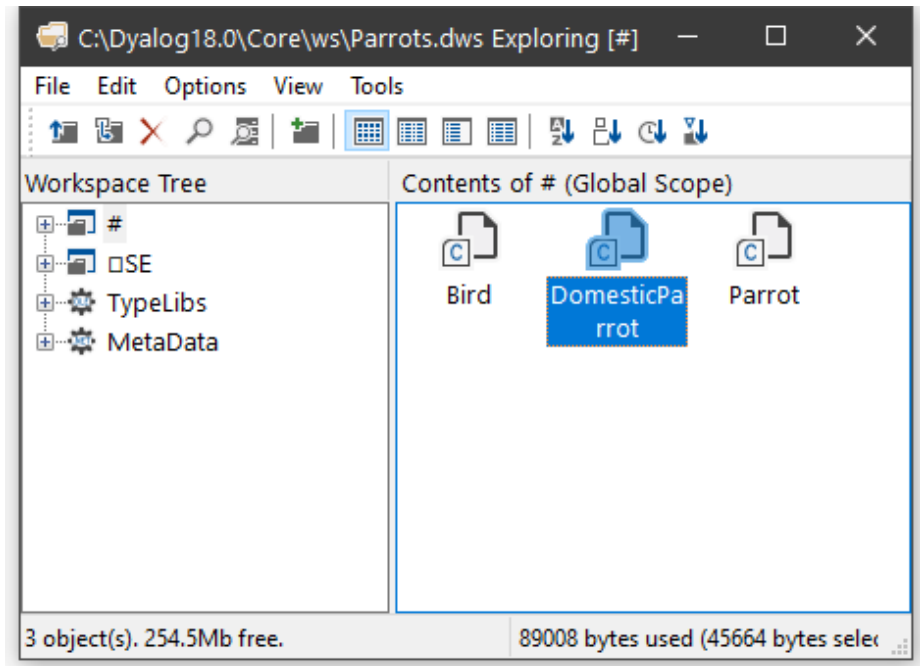 C:\Dyalog18.0\Core\ws\Parrots.dws Exploring [#]
File Edit Options View Tools
Workspace Tree
Contents of # (Global Scope)
#
⎕SE
TypeLibs
MetaData
C Bird
C DomesticPa
rrot
C Parrot
3 object(s). 254.5Mb free.
89008 bytes used (45664 bytes selec